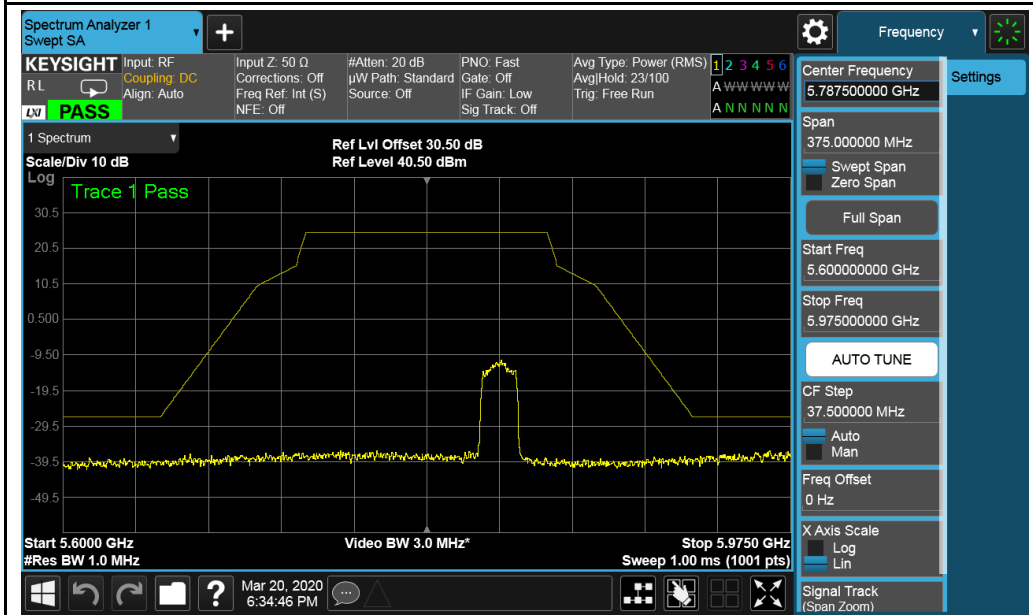 Spectrum Analyzer 1
Swept SA
+
Frequency
KEYSIGHT
RL
LXI PASS
Input: RF
Coupling: DC
Align: Auto
Input Z: 50 Ω
Corrections: Off
Freq Ref: Int (S)
NFE: Off
#Atten: 20 dB
µW Path: Standard
Source: Off
PNO: Fast
Gate: Off
IF Gain: Low
Sig Track: Off
Avg Type: Power (RMS)
Avg|Hold: 23/100
Trig: Free Run
1 2 3 4 5 6
A W W W W W
A N N N N N
1 Spectrum
Scale/Div 10 dB
Ref Lvl Offset 30.50 dB
Ref Level 40.50 dBm
Log
Trace 1 Pass
30.5
20.5
10.5
0.500
-9.50
-19.5
-29.5
-39.5
-49.5
Start 5.6000 GHz
#Res BW 1.0 MHz
Video BW 3.0 MHz*
Stop 5.9750 GHz
Sweep 1.00 ms (1001 pts)
Center Frequency
5.787500000 GHz
Settings
Span
375.000000 MHz
Swept Span
Zero Span
Full Span
Start Freq
5.600000000 GHz
Stop Freq
5.975000000 GHz
AUTO TUNE
CF Step
37.500000 MHz
Auto
Man
Freq Offset
0 Hz
X Axis Scale
Log
Lin
Signal Track
(Span Zoom)
?
Mar 20, 2020
6:34:46 PM